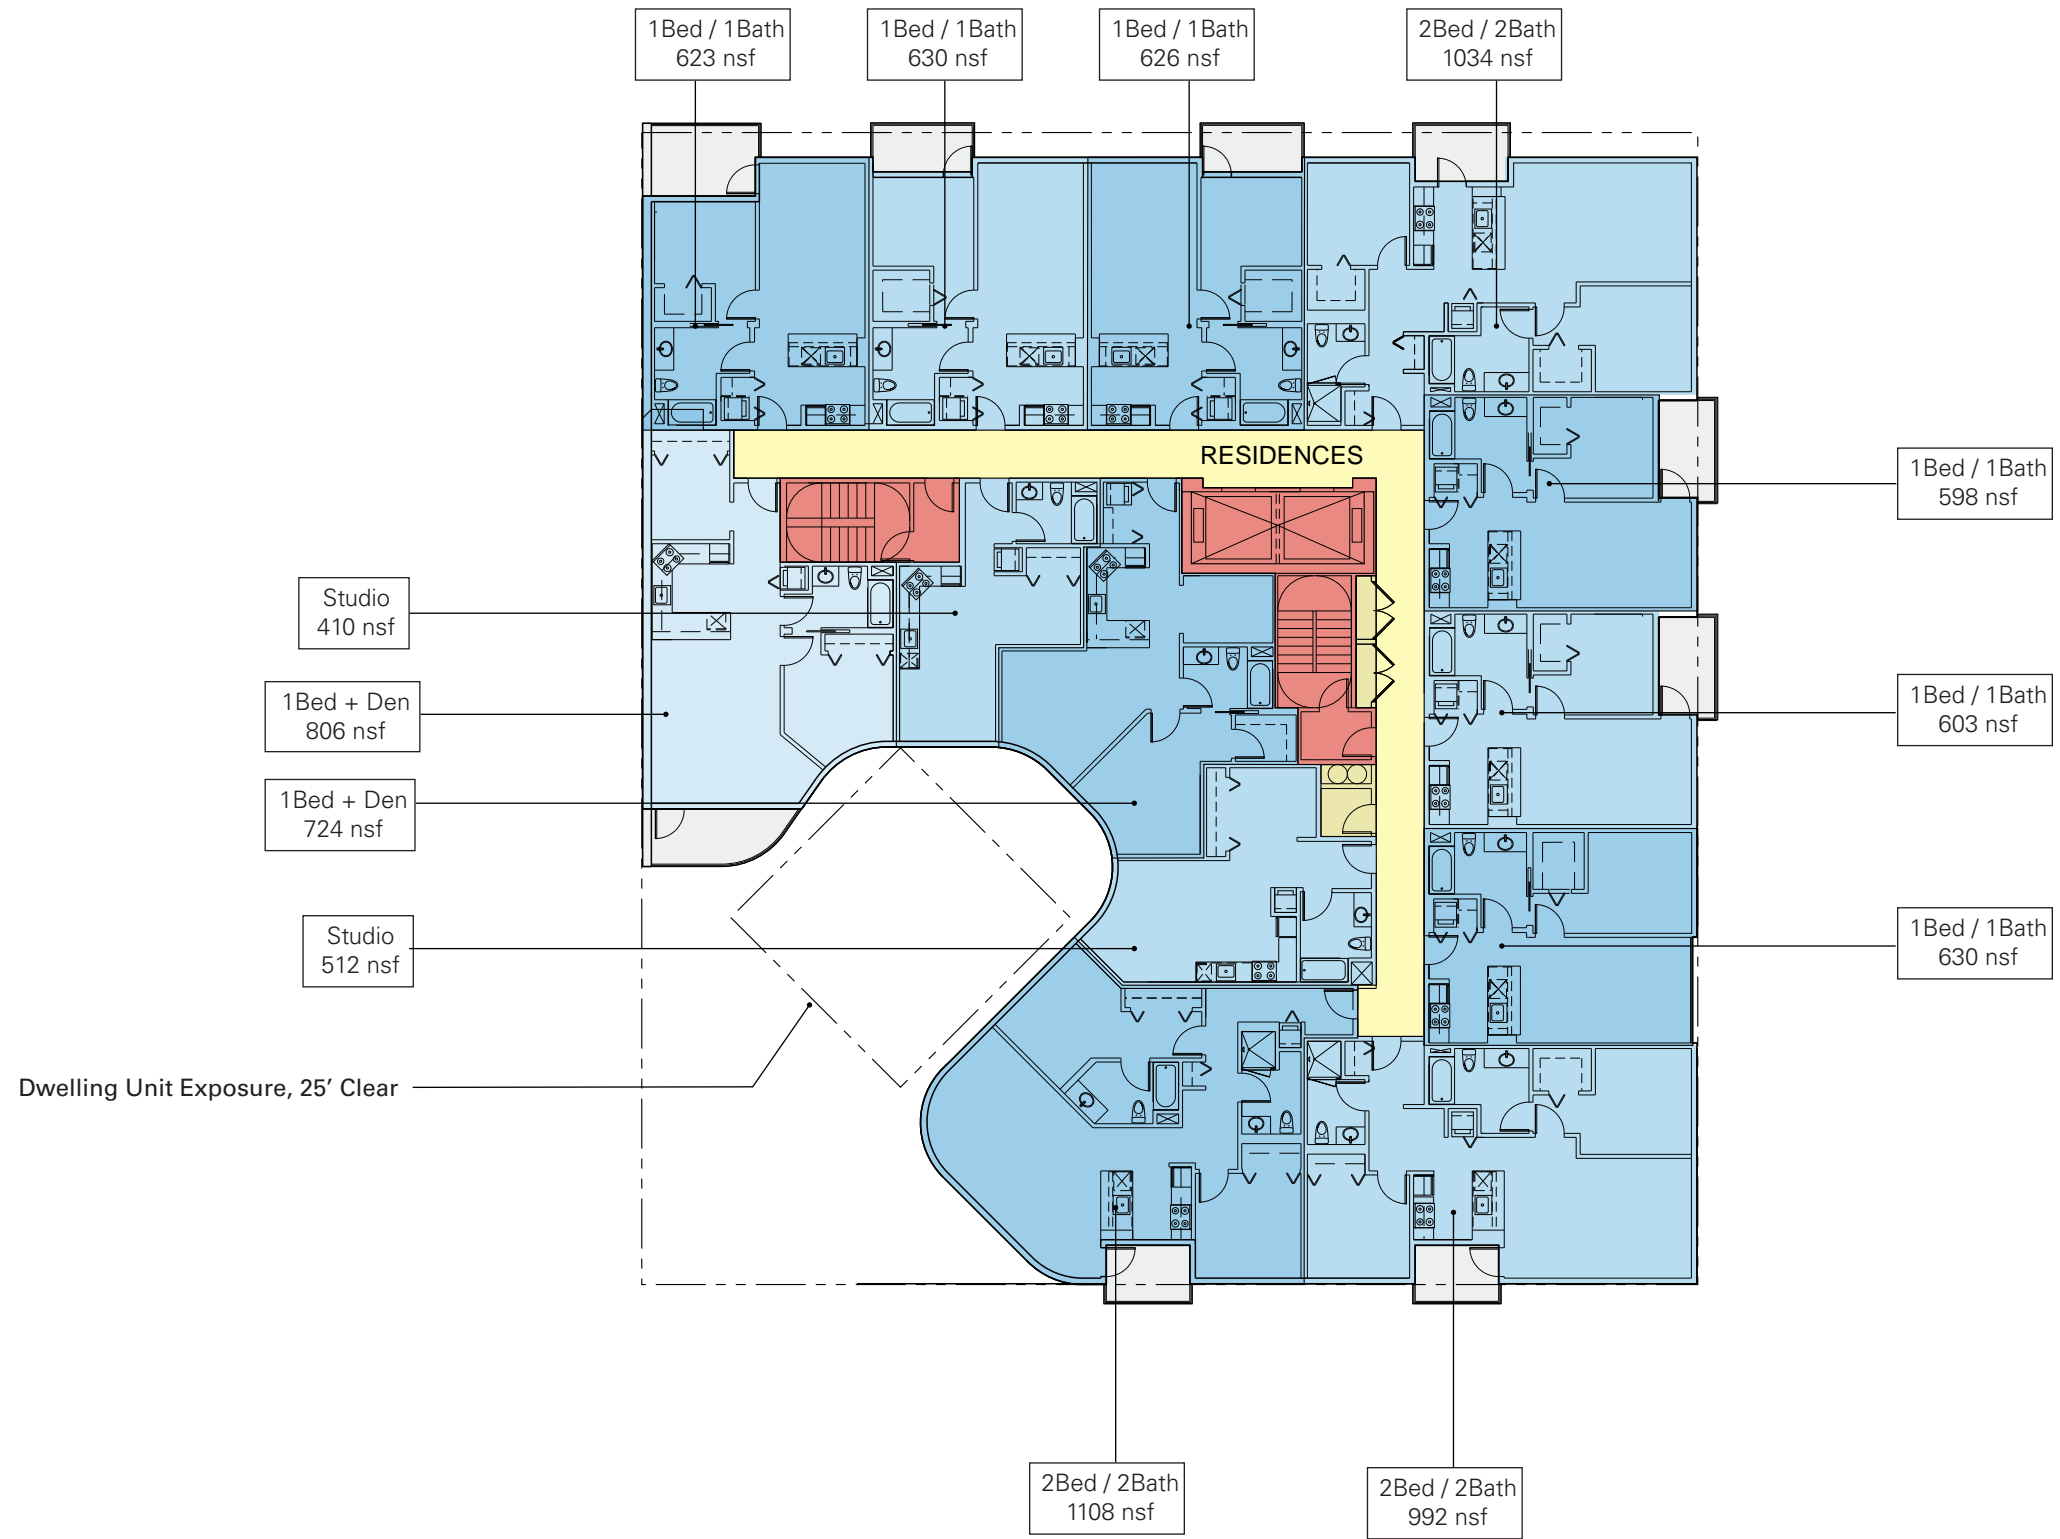 1Bed / 1Bath
623 nsf
1Bed / 1Bath
630 nsf
1Bed / 1Bath
626 nsf
2Bed / 2Bath
1034 nsf
RESIDENCES
1Bed / 1Bath
598 nsf
Studio
410 nsf
1Bed + Den
806 nsf
1Bed / 1Bath
603 nsf
1Bed + Den
724 nsf
Studio
512 nsf
1Bed / 1Bath
630 nsf
Dwelling Unit Exposure, 25’ Clear
2Bed / 2Bath
1108 nsf
2Bed / 2Bath
992 nsf